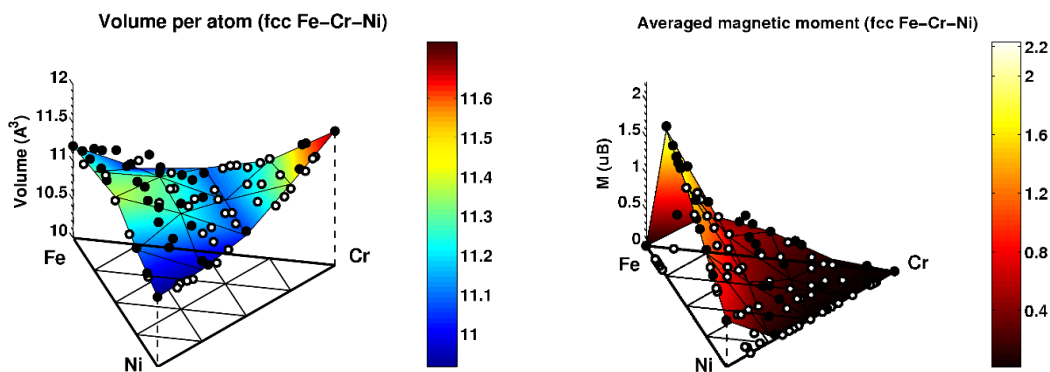 Volume per atom (fcc Fe–Cr–Ni)
12
11.5
11
10.5
10
Volume (A³)
Fe
Cr
Ni
11.6
11.5
11.4
11.3
11.2
11.1
11
Averaged magnetic moment (fcc Fe–Cr–Ni)
2
1.5
1
0.5
0
M (uB)
Fe
Cr
Ni
2.2
2
1.6
1.2
0.8
0.4